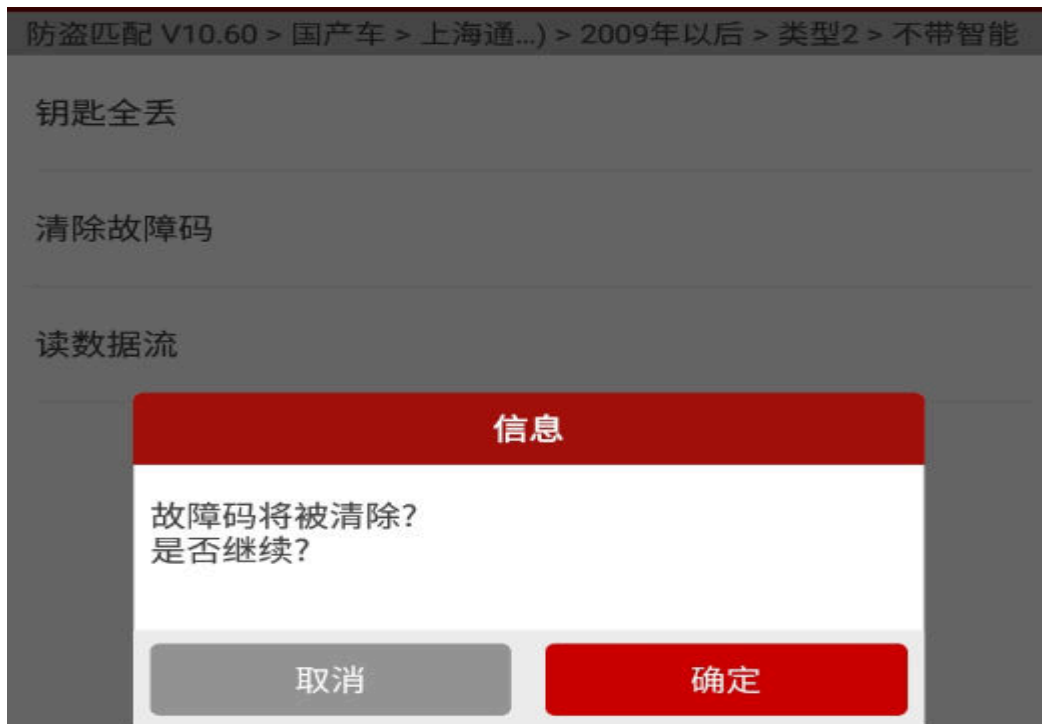 防盗匹配 V10.60 > 国产车 > 上海通...) > 2009年以后 > 类型2 > 不带智能
钥匙全丢
清除故障码
读数据流
信息
故障码将被清除?
是否继续?
取消
确定